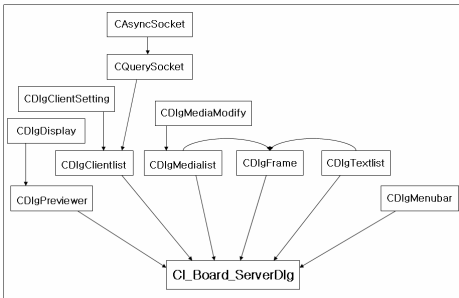 CAsyncSocket
CQuerySocket
CDlgClientSetting
CDlgMediaModify
CDlgDisplay
CDlgClientlist
CDlgMedialist
CDlgFrame
CDlgTextlist
CDlgPreviewer
CDlgMenubar
CI_Board_ServerDlg